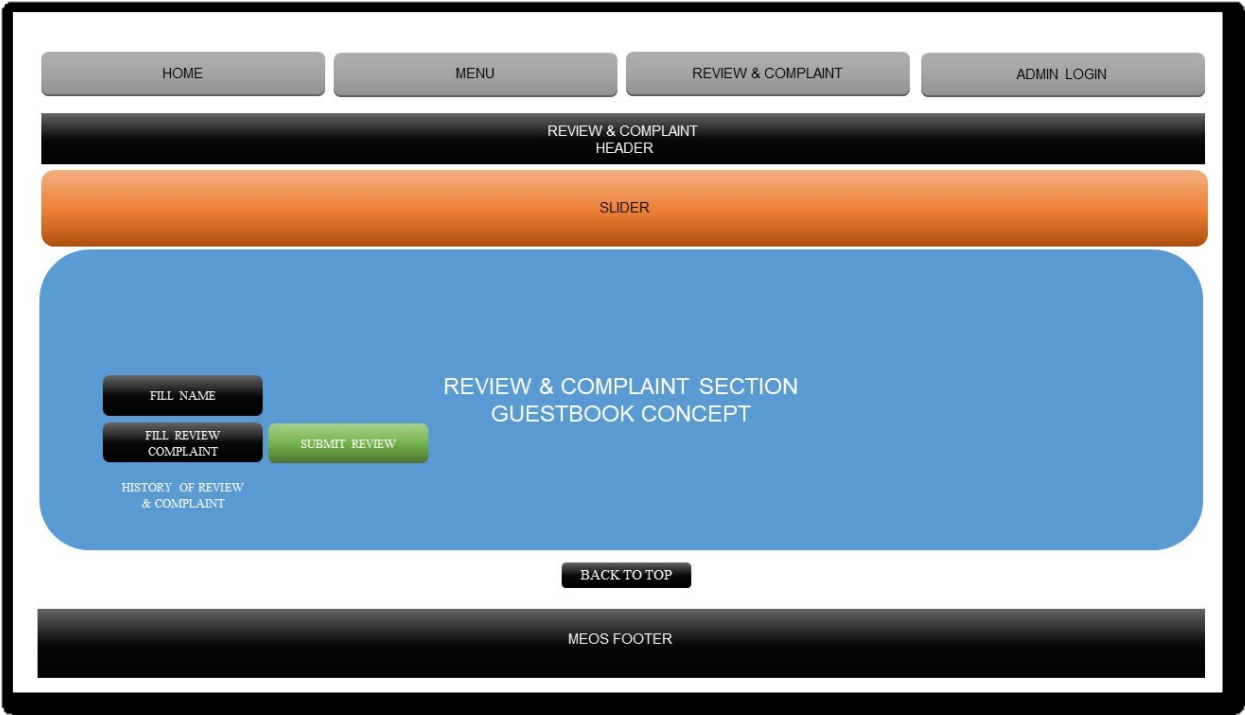 HOME
MENU
REVIEW & COMPLAINT
ADMIN LOGIN
REVIEW & COMPLAINT
HEADER
SLIDER
REVIEW & COMPLAINT SECTION
GUESTBOOK CONCEPT
FILL NAME
FILL REVIEW
COMPLAINT
SUBMIT REVIEW
HISTORY OF REVIEW
& COMPLAINT
BACK TO TOP
MEOS FOOTER